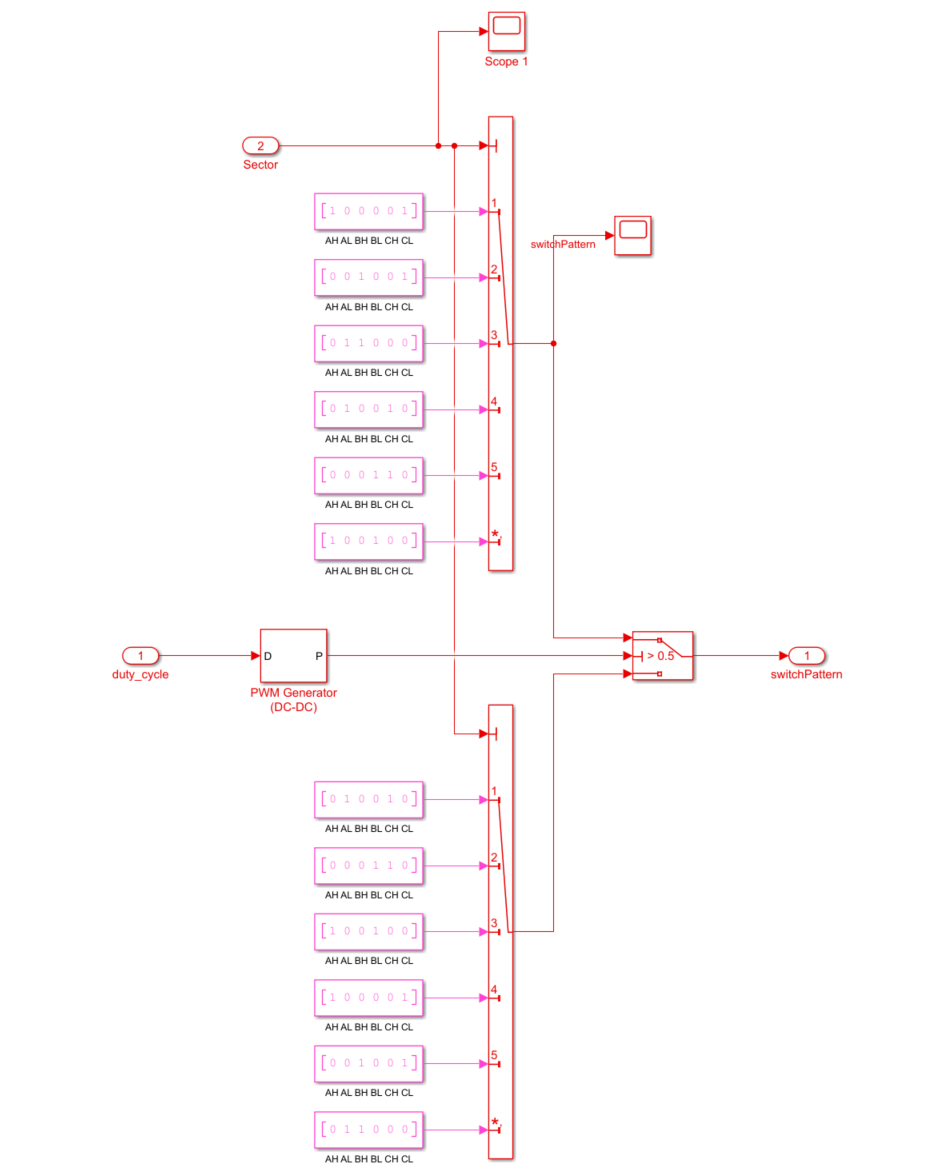 Scope 1
2
Sector
1
[1 0 0 0 0 1]
AH AL BH BL CH CL
switchPattern
2
[0 0 1 0 0 1]
AH AL BH BL CH CL
3
[0 1 1 0 0 0]
AH AL BH BL CH CL
4
[0 1 0 0 1 0]
AH AL BH BL CH CL
5
[0 0 0 1 1 0]
AH AL BH BL CH CL
*,
[1 0 0 1 0 0]
AH AL BH BL CH CL
1
duty_cycle
D P
PWM Generator
(DC-DC)
> 0.5
1
switchPattern
1
[0 1 0 0 1 0]
AH AL BH BL CH CL
2
[0 0 0 1 1 0]
AH AL BH BL CH CL
3
[1 0 0 1 0 0]
AH AL BH BL CH CL
4
[1 0 0 0 0 1]
AH AL BH BL CH CL
5
[0 0 1 0 0 1]
AH AL BH BL CH CL
*,
[0 1 1 0 0 0]
AH AL BH BL CH CL